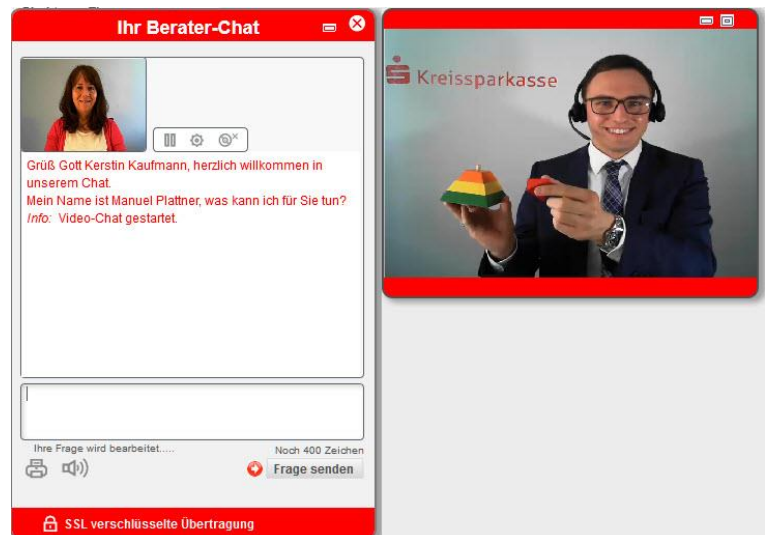 Ihr Berater-Chat
Grüß Gott Kerstin Kaufmann, herzlich willkommen in
unserem Chat.
Mein Name ist Manuel Plattner, was kann ich für Sie tun?
Info: Video-Chat gestartet.
Ihre Frage wird bearbeitet.....
Noch 400 Zeichen
Frage senden
SSL verschlüsselte Übertragung
Kreissparkasse